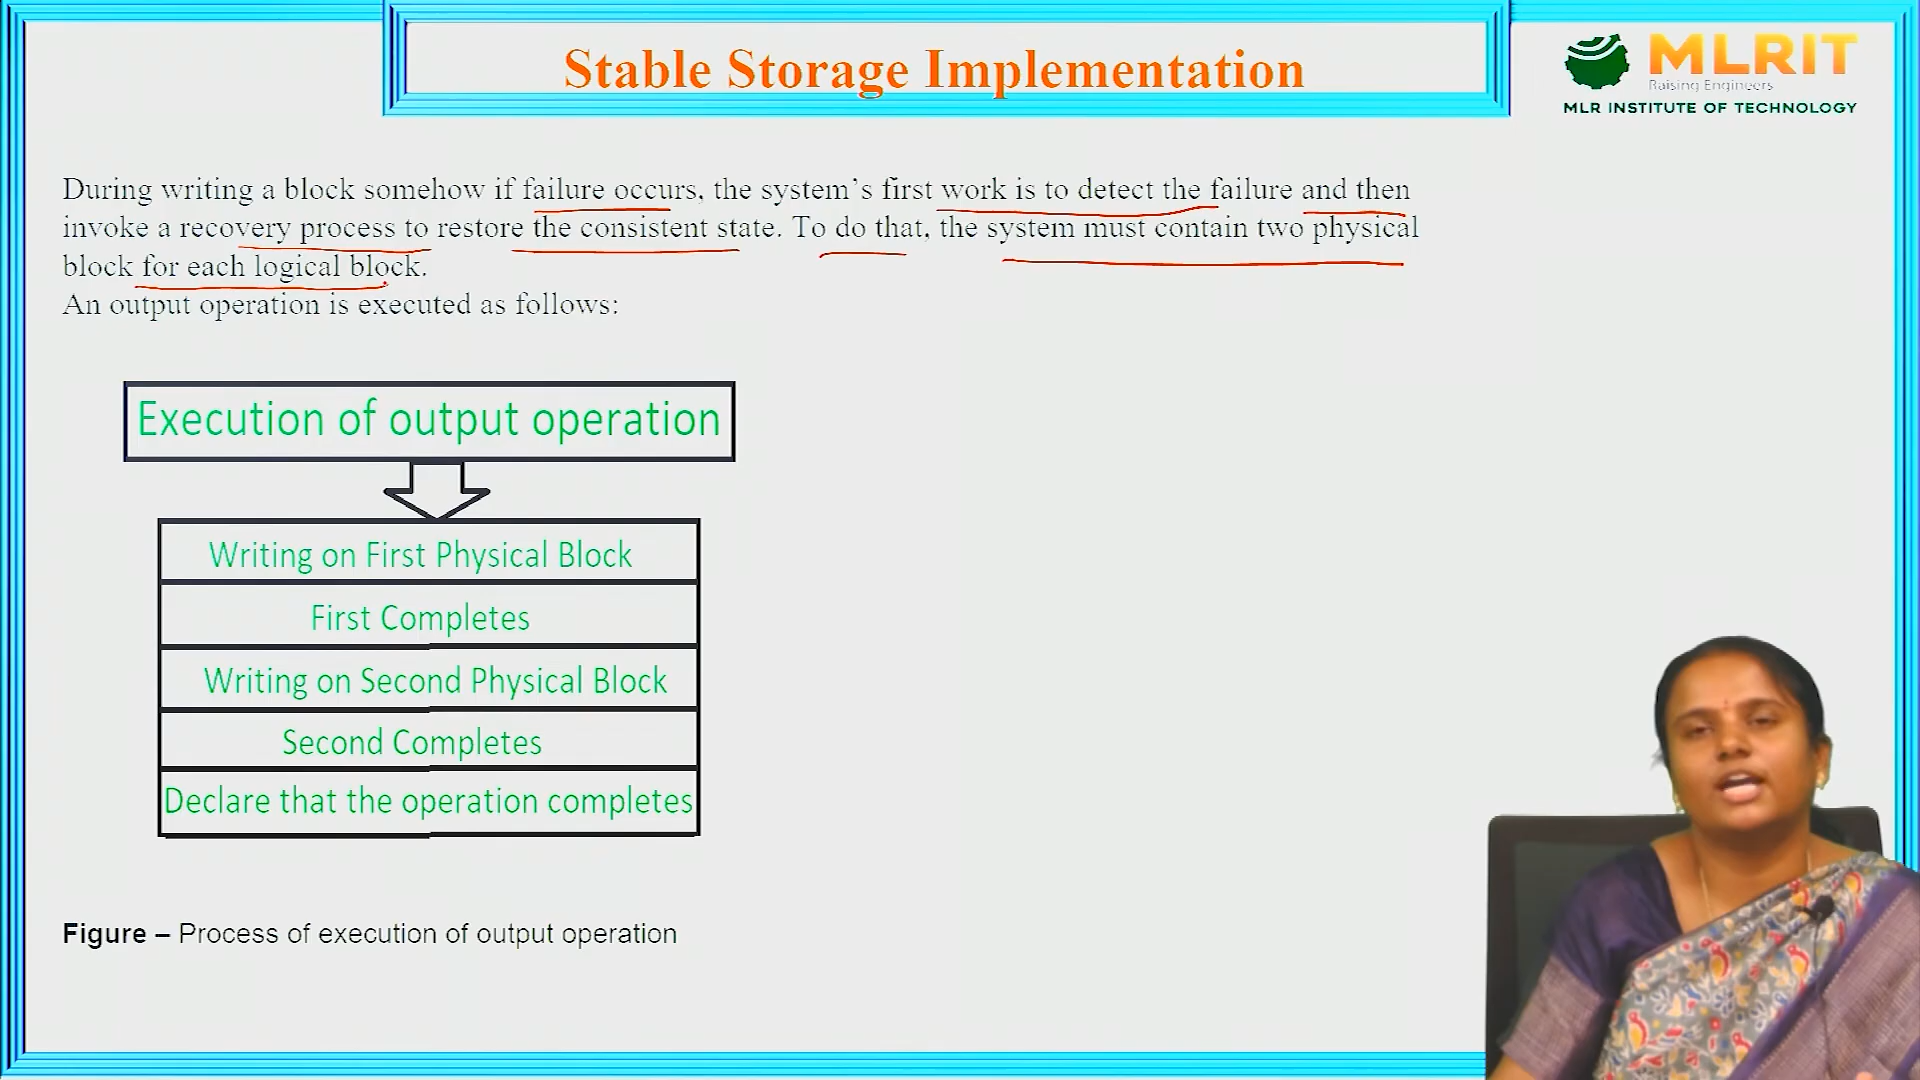 Stable Storage Implementation
MLRIT
Raising Engineers
MLR INSTITUTE OF TECHNOLOGY
During writing a block somehow if failure occurs, the system's first work is to detect the failure and then
invoke a recovery process to restore the consistent state. To do that, the system must contain two physical
block for each logical block.
An output operation is executed as follows:
Execution of output operation
Writing on First Physical Block
First Completes
Writing on Second Physical Block
Second Completes
Declare that the operation completes
Figure – Process of execution of output operation